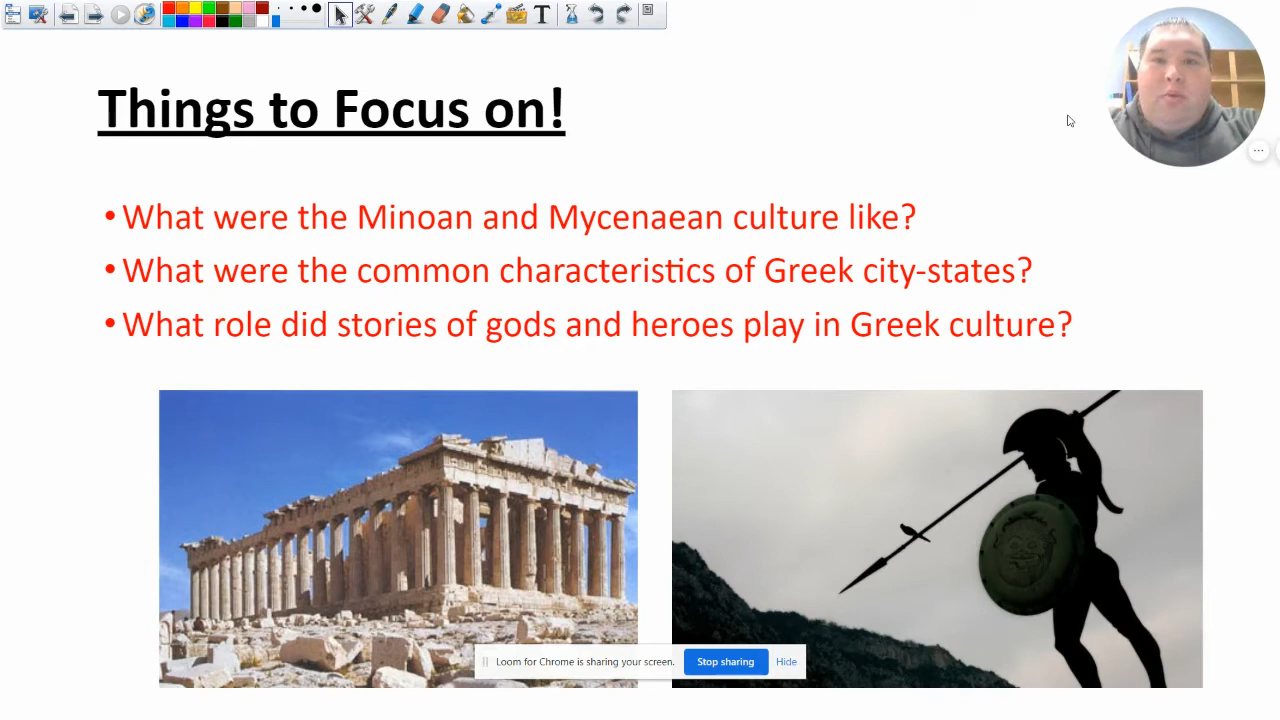 Things to Focus on!
•What were the Minoan and Mycenaean culture like?
•What were the common characteristics of Greek city-states?
•What role did stories of gods and heroes play in Greek culture?
Loom for Chrome is sharing your screen. Stop sharing Hide